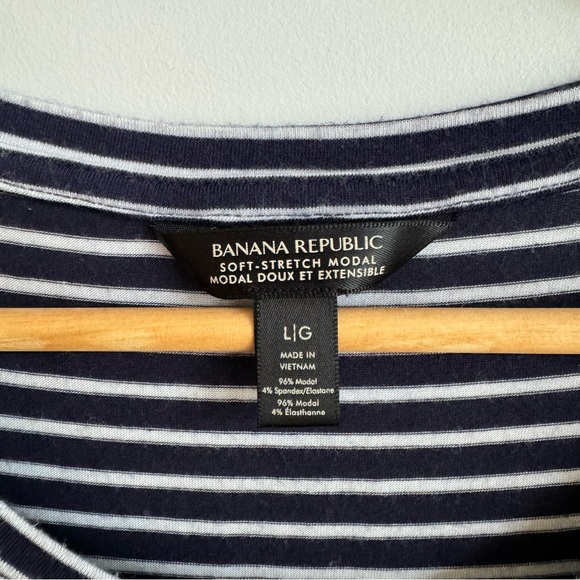 BANANA REPUBLIC
SOFT-STRETCH MODAL
MODAL DOUX ET EXTENSIBLE
L|G
MADE IN
VIETNAM
96% Modal
4% Spandex/Elastane
96% Modal
4% Élasthanne